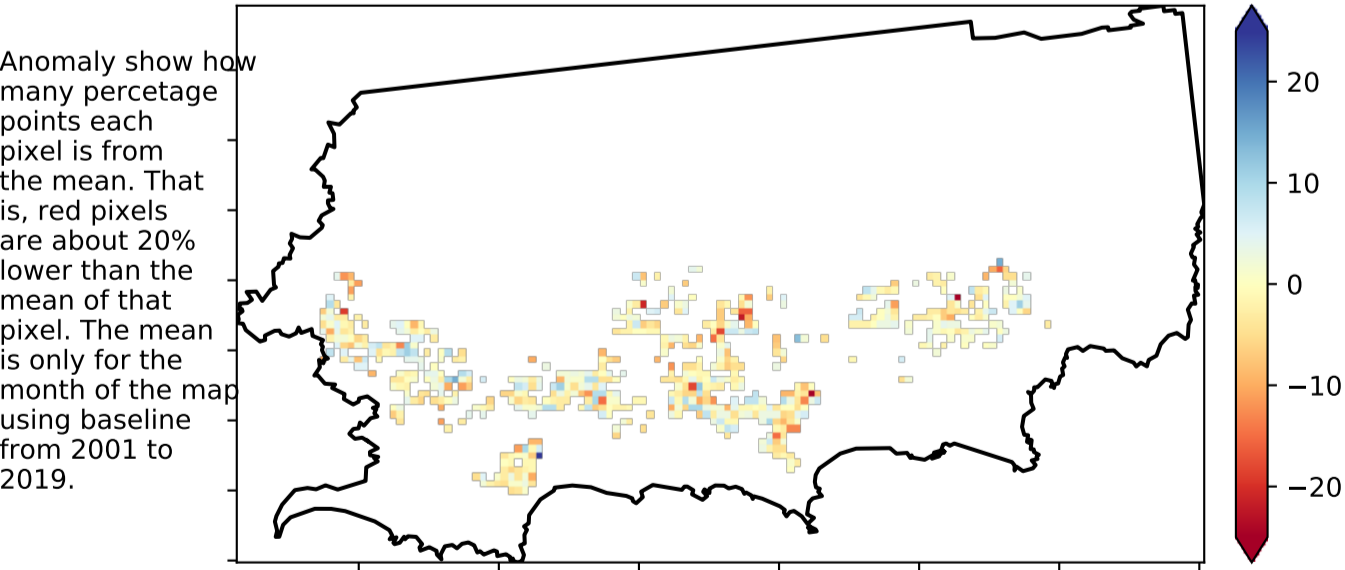 Anomaly show how
many percetage
points each
pixel is from
the mean. That
is, red pixels
are about 20%
lower than the
mean of that
pixel. The mean
is only for the
month of the map
using baseline
from 2001 to
2019.
20
10
0
−10
−20